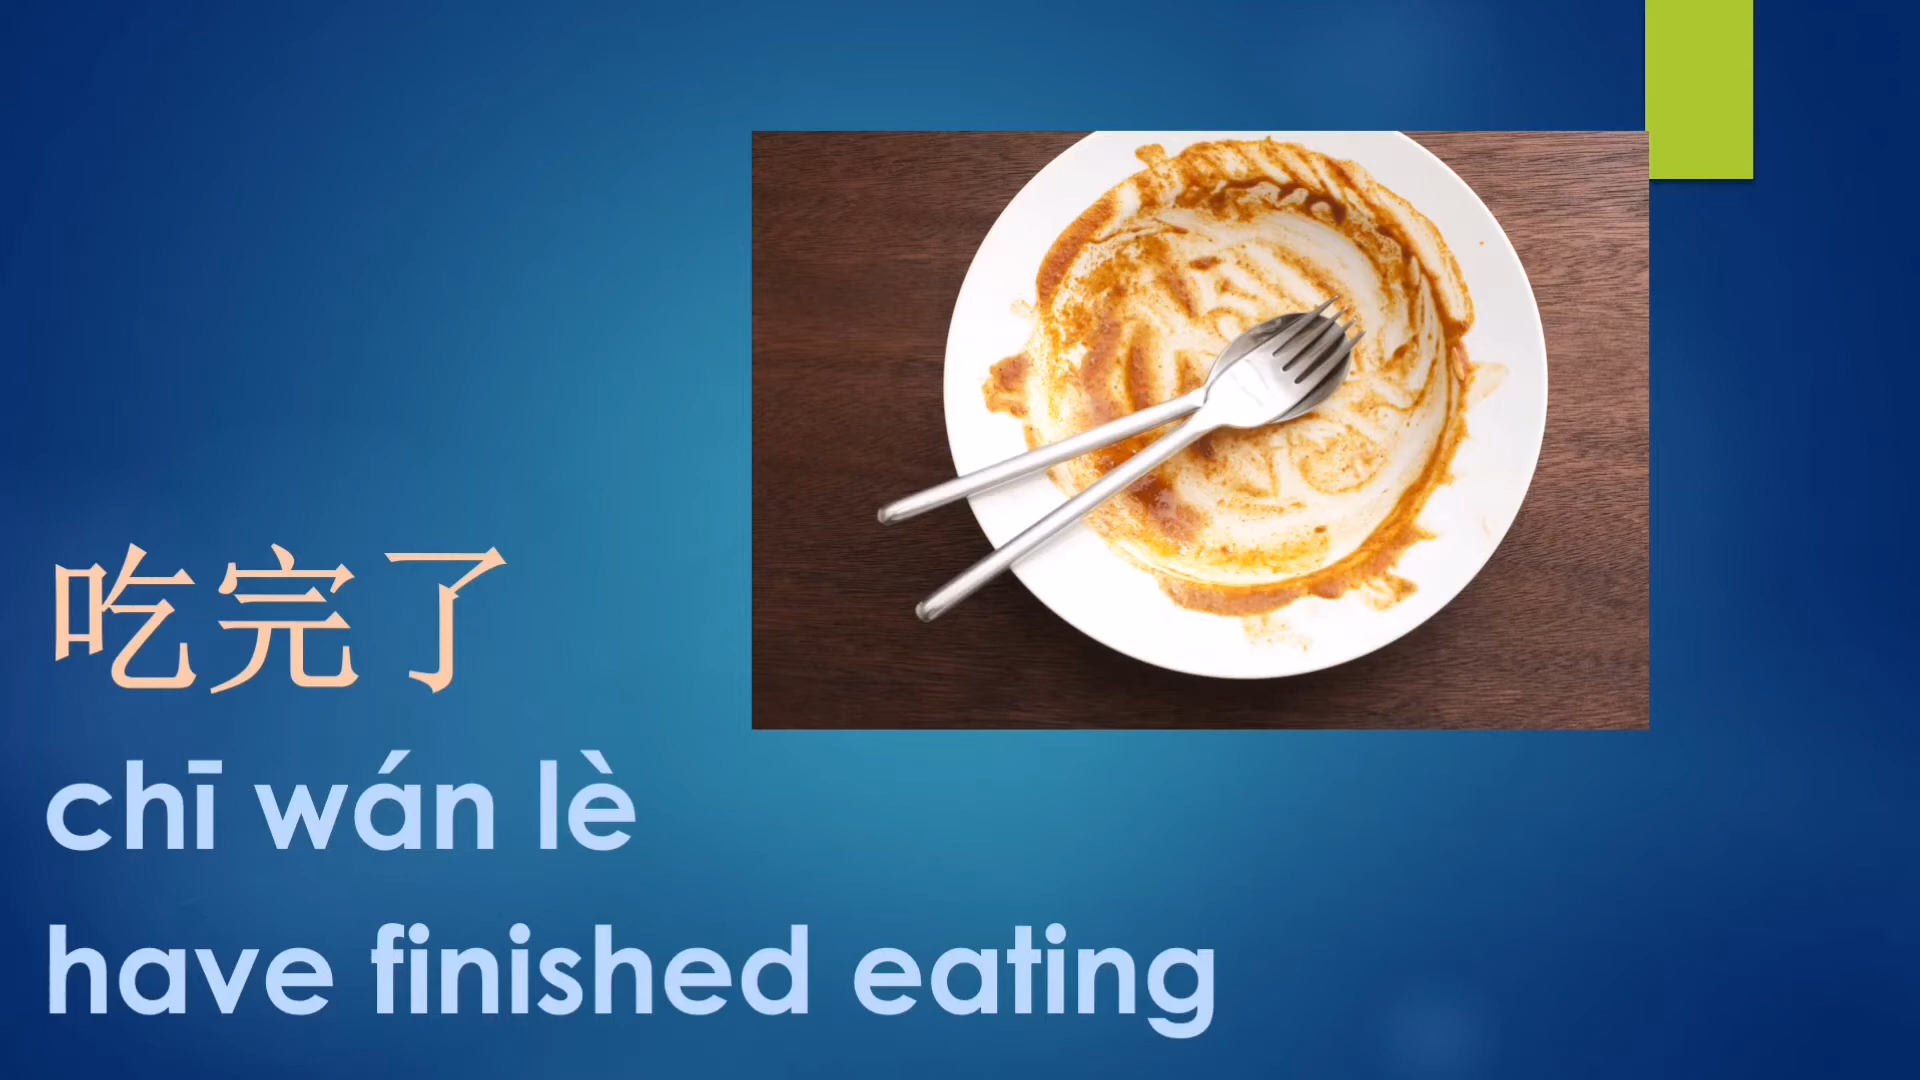 吃完了
chī wán lè
have finished eating